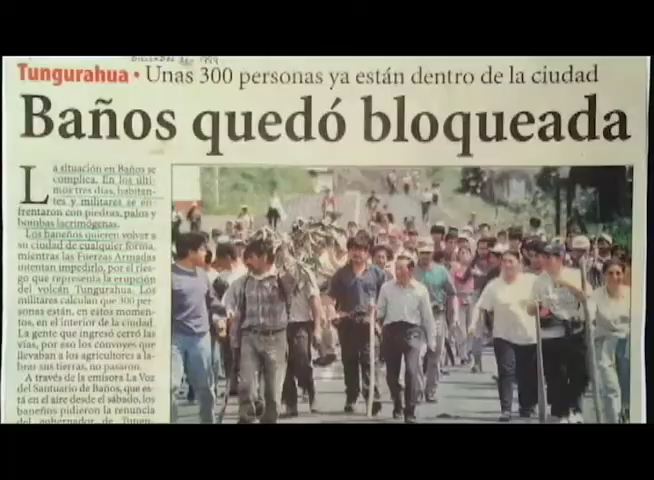 Tungurahua • Unas 300 personas ya están dentro de la ciudad
Baños quedó bloqueada
La situación en Baños se
complica. En los últi-
mos tres días, habitan-
tes y militares se en-
frentaron con piedras, palos y
bombas lacrimógenas.
Los baneños quieren volver a
su ciudad de cualquier forma,
mientras las Fuerzas Armadas
intentan impedirlo, por el ries-
go que representa la erupción
del volcán Tungurahua. Los
militares calculan que 300 per-
sonas están, en estos momen-
tos, en el interior de la ciudad.
La gente que ingresó cerró las
vías, por eso los convoyes que
llevaban a los agricultores a la-
brar sus tierras, no pasaron.
A través de la emisora La Voz
del Santuario de Baños, que es-
tá en el aire desde el sábado, los
baneños pidieron la renuncia
del gobernador de Tungu-